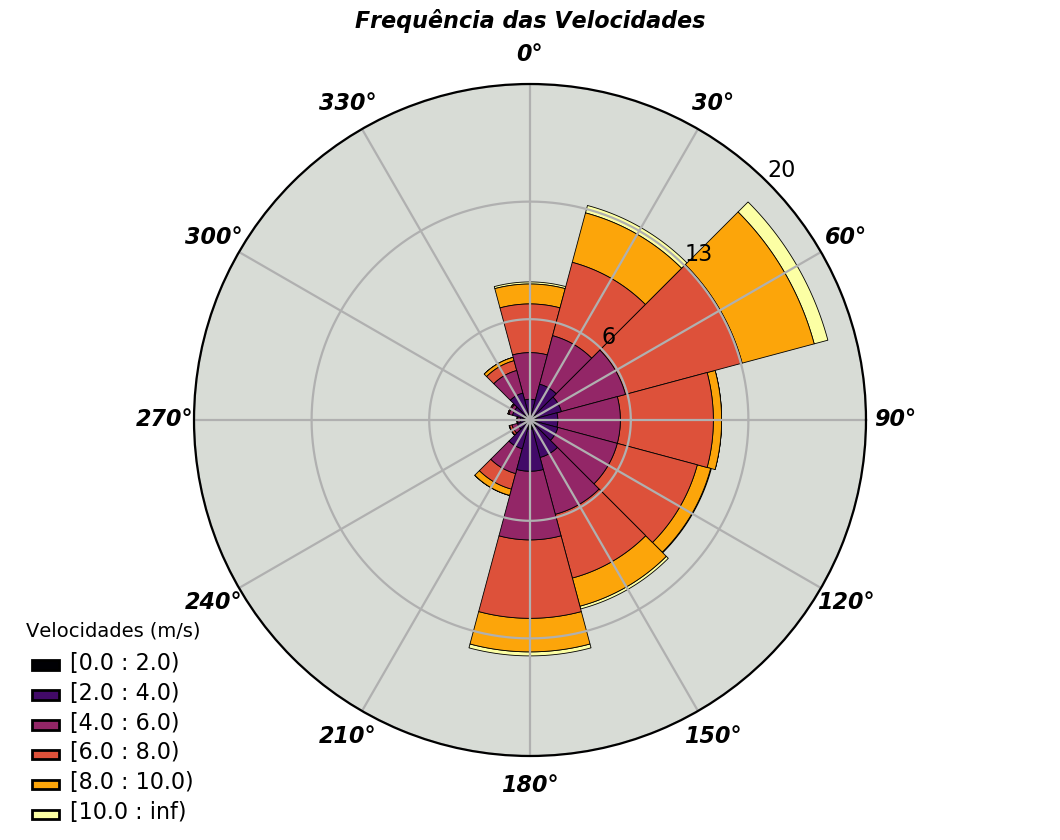 Frequência das Velocidades
0°
330°
30°
20
300°
60°
13
6
270°
90°
240°
120°
210°
150°
180°
Velocidades (m/s)
[0.0 : 2.0)
[2.0 : 4.0)
[4.0 : 6.0)
[6.0 : 8.0)
[8.0 : 10.0)
[10.0 : inf)